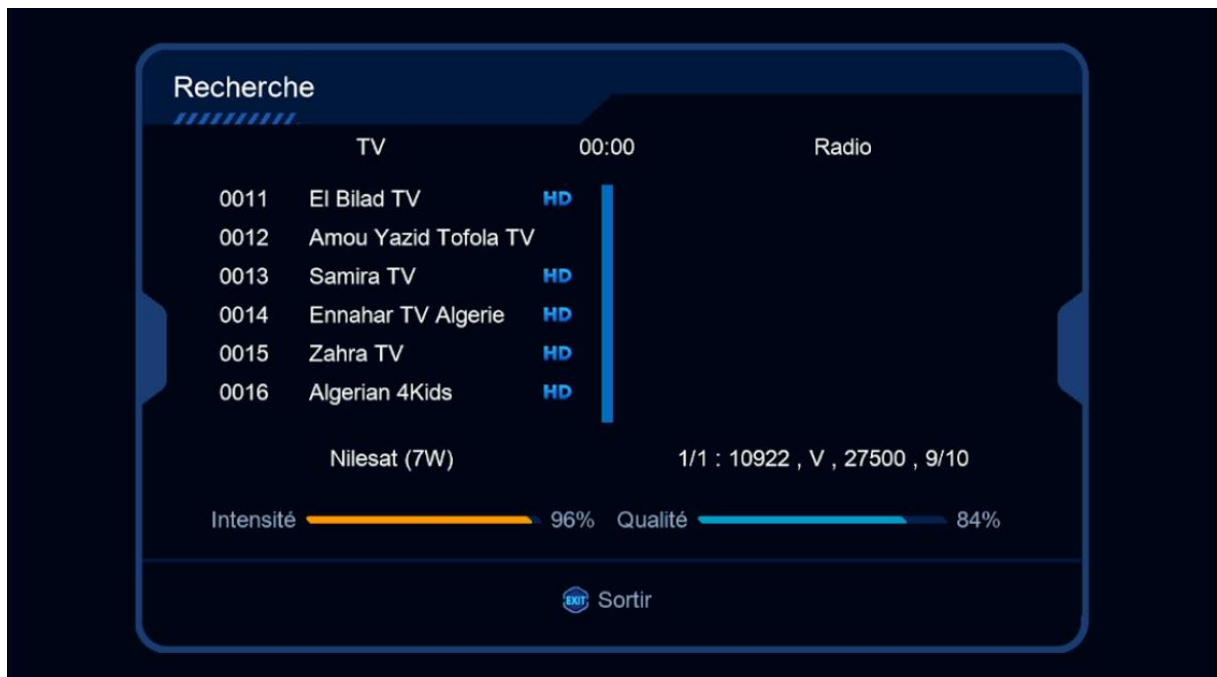 Recherche
TV 00:00 Radio
0011 El Bilad TV HD
0012 Amou Yazid Tofola TV
0013 Samira TV HD
0014 Ennahar TV Algerie HD
0015 Zahra TV HD
0016 Algerian 4Kids HD
Nilesat (7W) 1/1 : 10922 , V , 27500 , 9/10
Intensité 96% Qualité 84%
EXIT Sortir